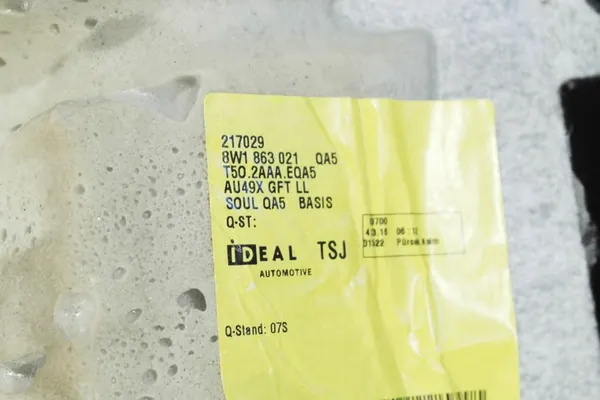 217029
8W1 863 021 QA5
T50.2AAA.EQA5
AU49X GFT LL
SOUL QA5 BASIS
Q-ST:
IDEAL TSJ
AUTOMOTIVE
Q-Stand: 07S